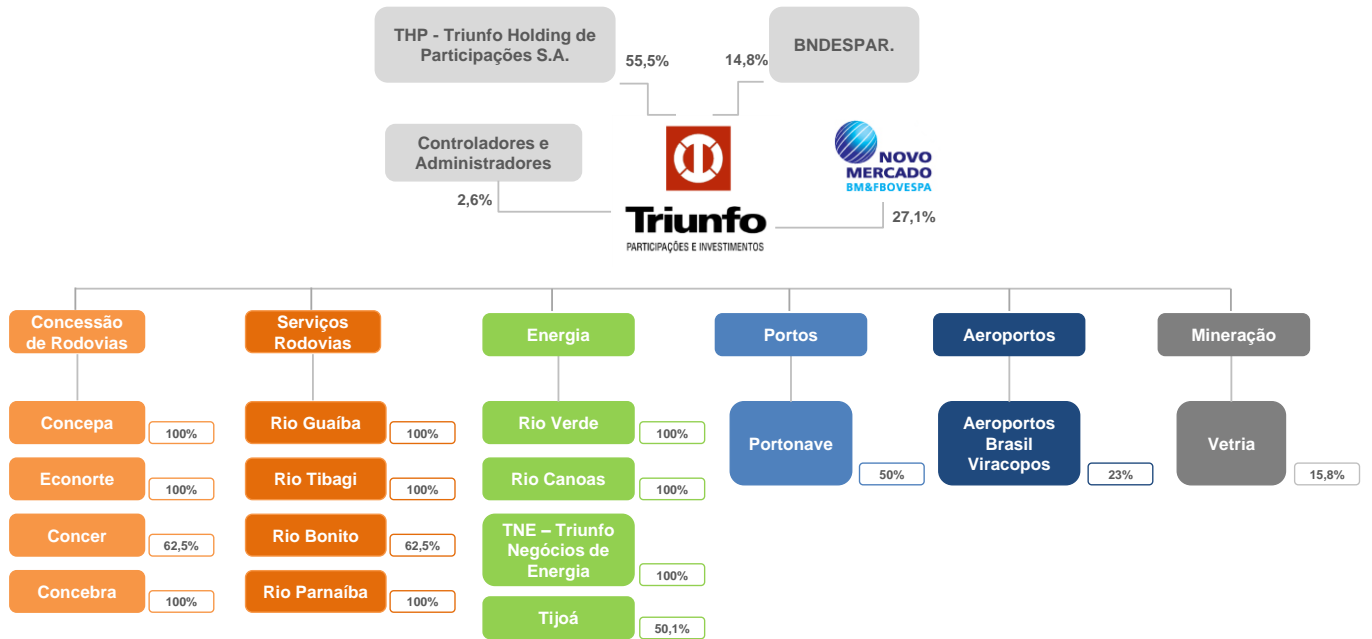 THP - Triunfo Holding de
Participações S.A.
55,5%
14,8%
BNDESPAR.
Controladores e
Administradores
2,6%
NOVO
MERCADO
BM&FBOVESPA
27,1%
Triunfo
PARTICIPAÇÕES E INVESTIMENTOS
Concessão
de Rodovias
Serviços
Rodovias
Energia
Portos
Aeroportos
Mineração
Concepa
100%
Econorte
100%
Concer
62,5%
Concebra
100%
Rio Guaíba
100%
Rio Tibagi
100%
Rio Bonito
62,5%
Rio Parnaíba
100%
Rio Verde
100%
Rio Canoas
100%
TNE – Triunfo
Negócios de
Energia
100%
Tijoá
50,1%
Portonave
50%
Aeroportos
Brasil
Viracopos
23%
Vetria
15,8%